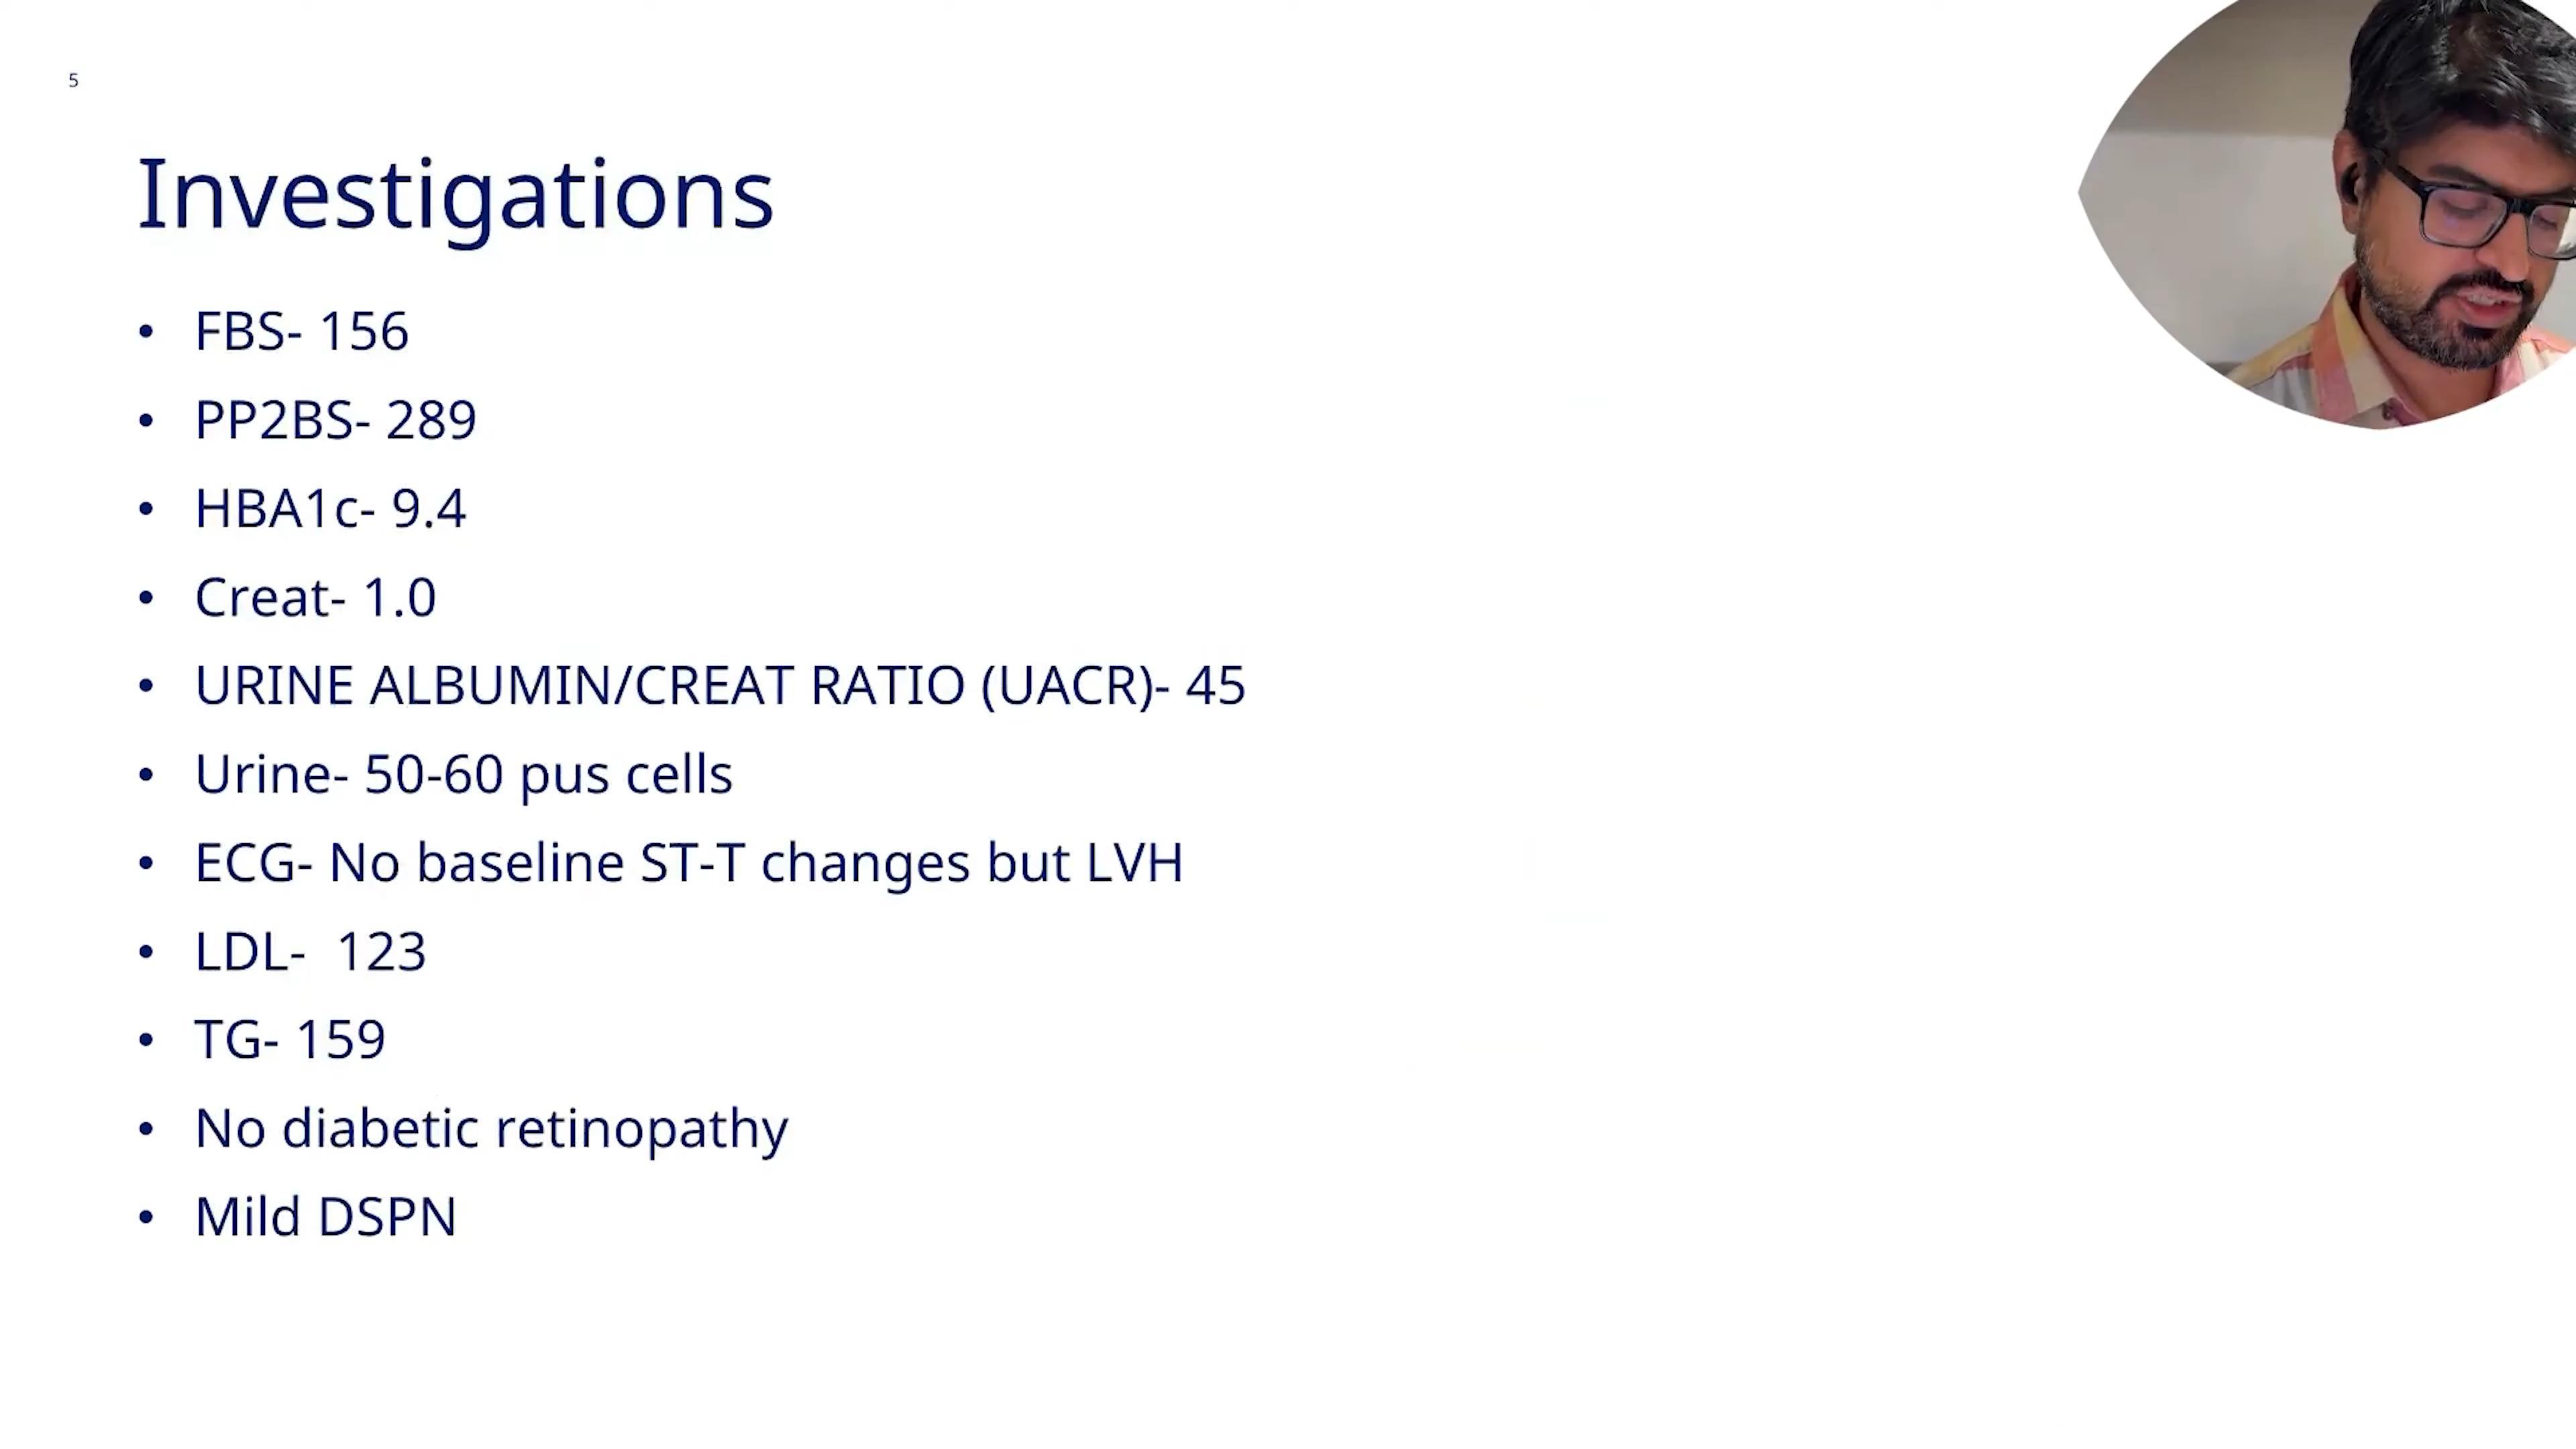 5
Investigations
• FBS- 156
• PP2BS- 289
• HBA1c- 9.4
• Creat- 1.0
• URINE ALBUMIN/CREAT RATIO (UACR)- 45
• Urine- 50-60 pus cells
• ECG- No baseline ST-T changes but LVH
• LDL-  123
• TG- 159
• No diabetic retinopathy
• Mild DSPN